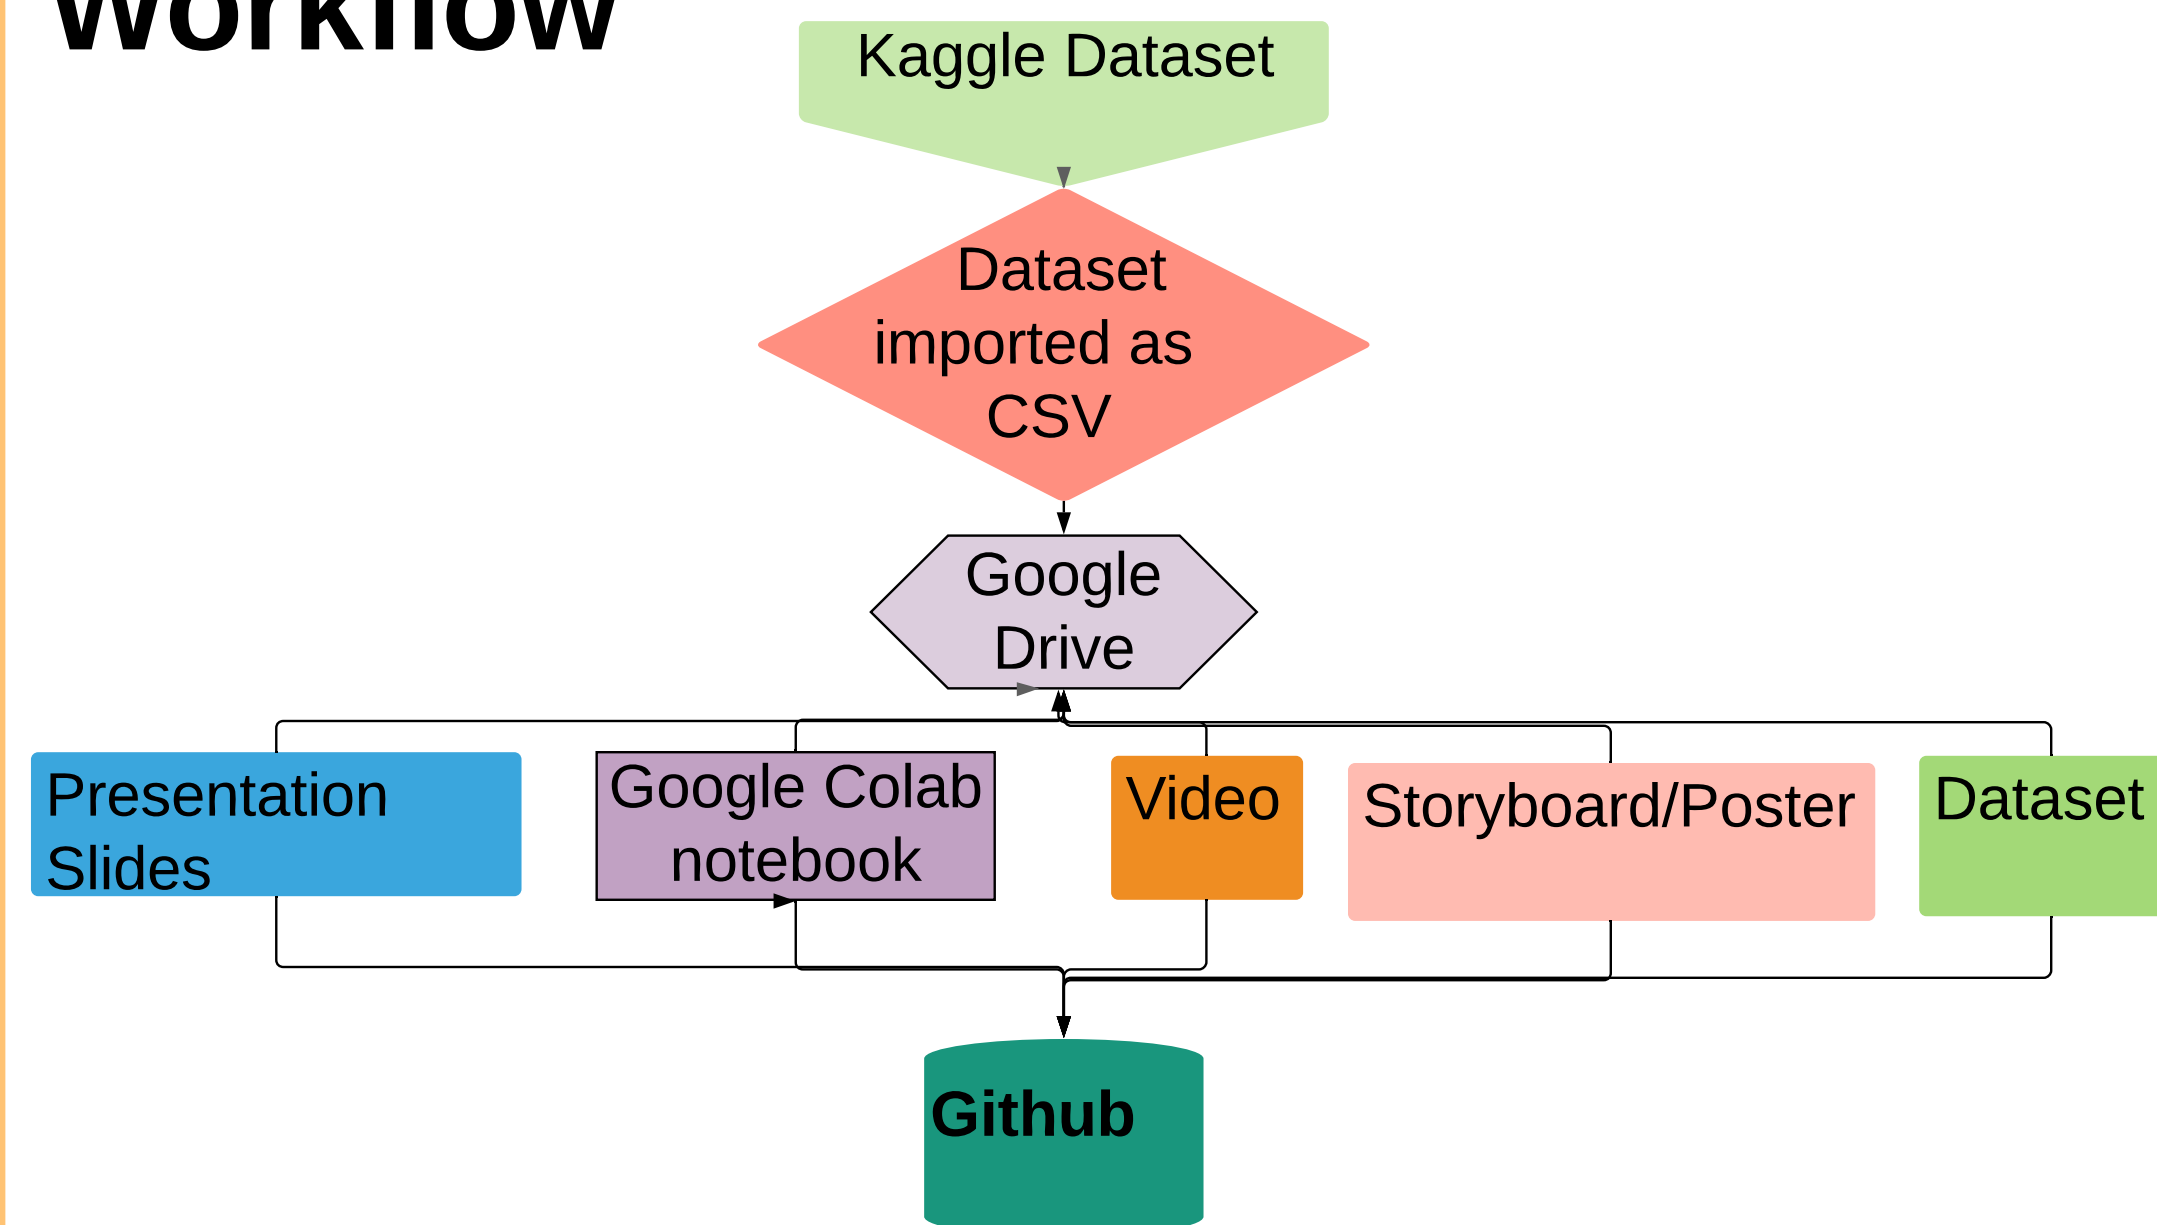 Workflow
Kaggle Dataset
Dataset
imported as
CSV
Google
Drive
Presentation
Slides
Google Colab
notebook
Video
Storyboard/Poster
Dataset
Github